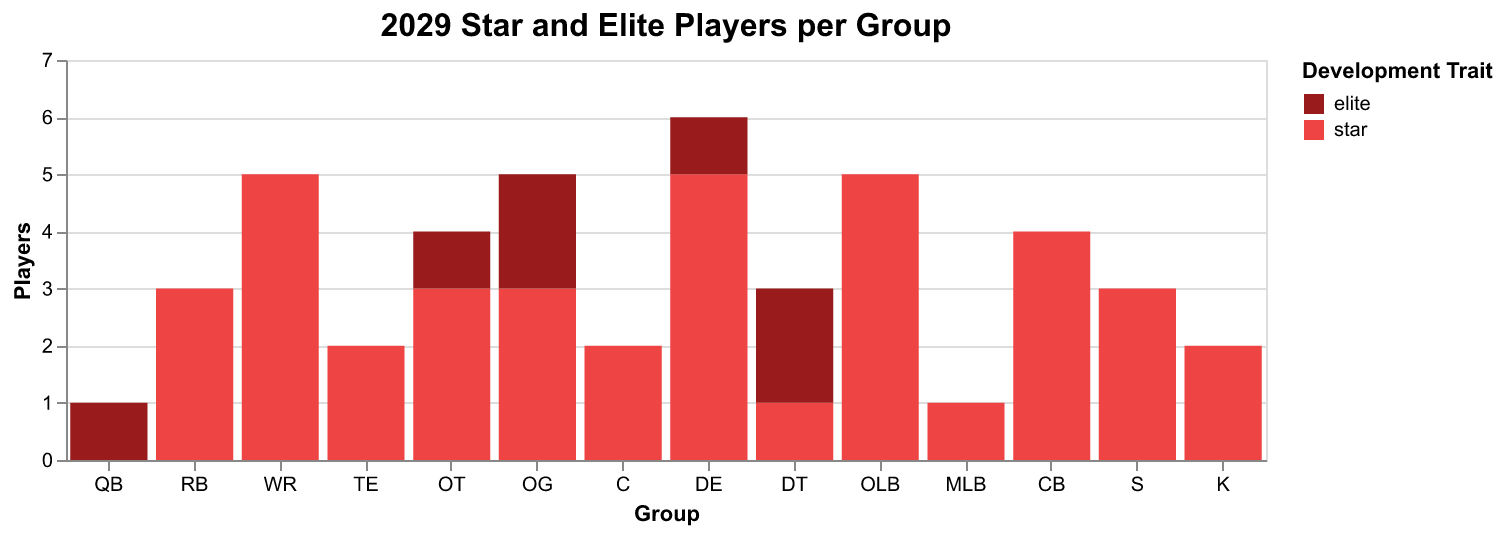 2029 Star and Elite Players per Group
7
6
5
4
3
2
1
0
Players
QB RB WR TE OT OG C DE DT OLB MLB CB S K
Group
Development Trait
elite
star